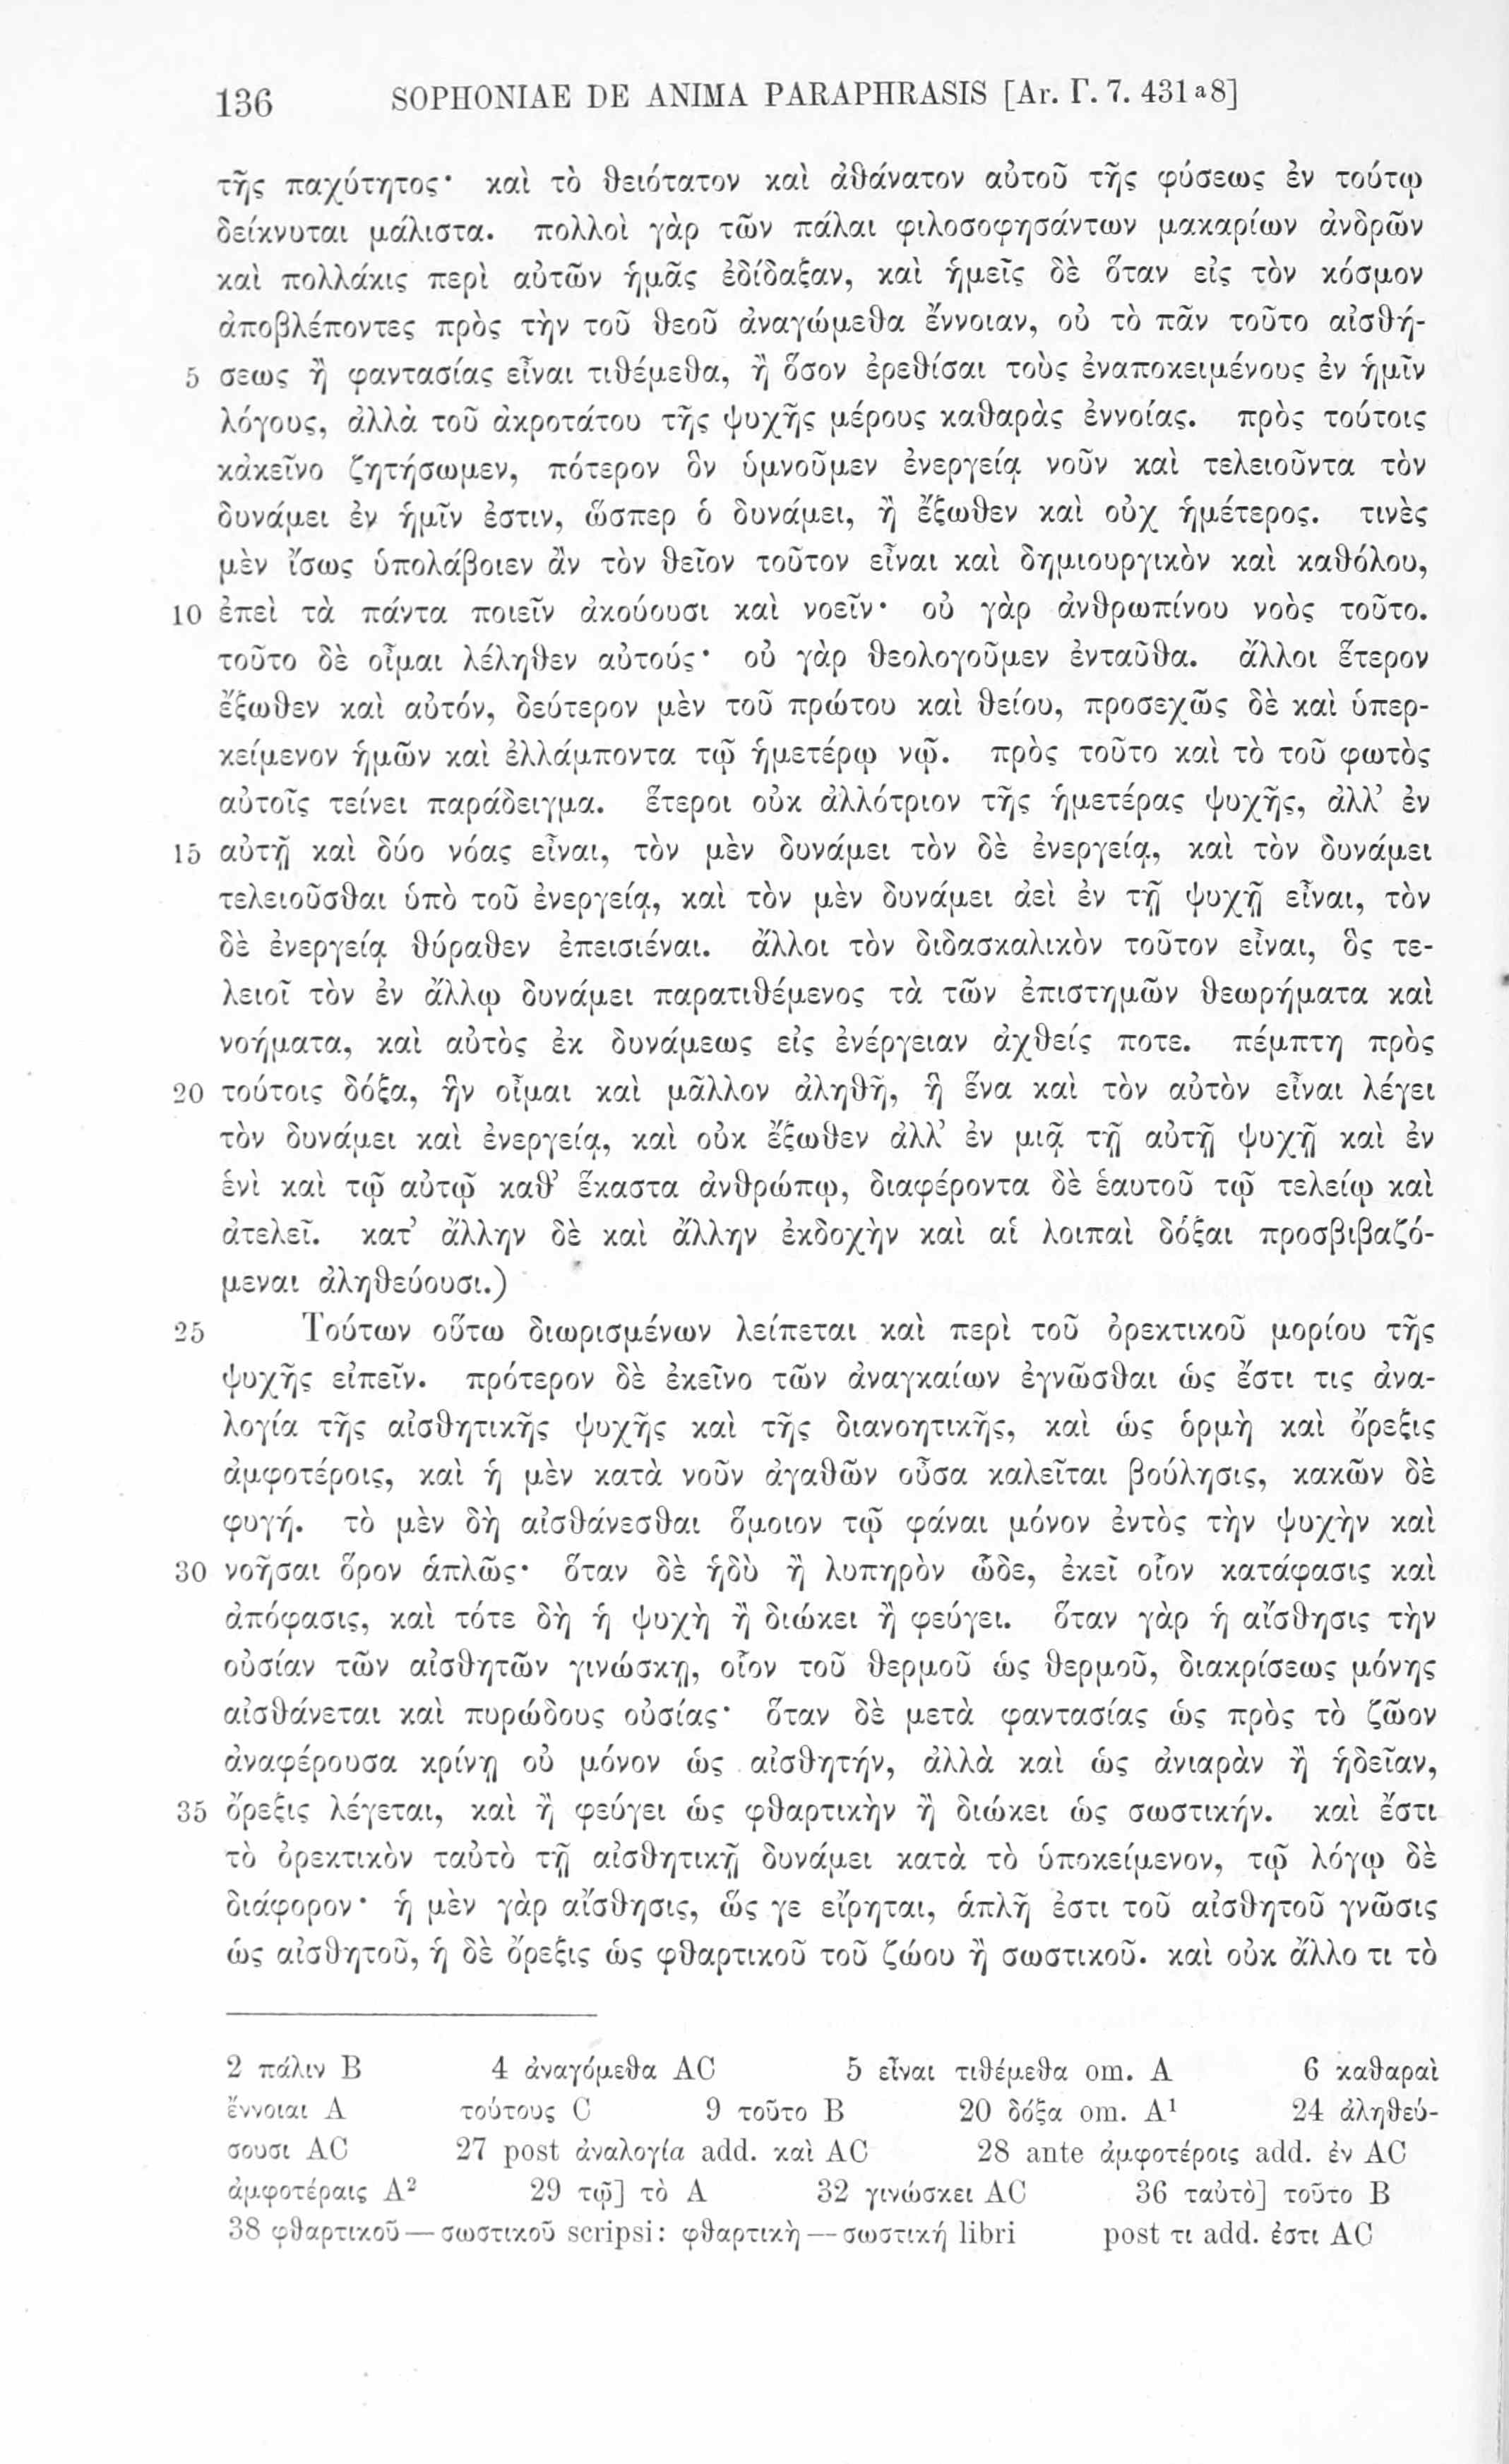 136 SOPHONIAE DE ANIMA PARAPHRASIS [Ar. Γ. 7. 431ᵃ8]
τῆς παχύτητος· καὶ τὸ θειότατον καὶ ἀθάνατον αὐτοῦ τῆς φύσεως ἐν τούτῳ
δείκνυται μάλιστα. πολλοὶ γὰρ τῶν πάλαι φιλοσοφησάντων μακαρίων ἀνδρῶν
καὶ πολλάκις περὶ αὐτῶν ἡμᾶς ἐδίδαξαν, καὶ ἡμεῖς δὲ ὅταν εἰς τὸν κόσμον
ἀποβλέποντες πρὸς τὴν τοῦ θεοῦ ἀναγώμεθα ἔννοιαν, οὐ τὸ πᾶν τοῦτο αἰσθή-
5 σεως ἢ φαντασίας εἶναι τιθέμεθα, ἢ ὅσον ἐρεθίσαι τοὺς ἐναποκειμένους ἐν ἡμῖν
λόγους, ἀλλὰ τοῦ ἀκροτάτου τῆς ψυχῆς μέρους καθαρὰς ἐννοίας. πρὸς τούτοις
κἀκεῖνο ζητήσωμεν, πότερον ὃν ὑμνοῦμεν ἐνεργείᾳ νοῦν καὶ τελειοῦντα τὸν
δυνάμει ἐν ἡμῖν ἐστιν, ὥσπερ ὁ δυνάμει, ἢ ἔξωθεν καὶ οὐχ ἡμέτερος. τινὲς
μὲν ἴσως ὑπολάβοιεν ἂν τὸν θεῖον τοῦτον εἶναι καὶ δημιουργικὸν καὶ καθόλου,
10 ἐπεὶ τὰ πάντα ποιεῖν ἀκούουσι καὶ νοεῖν· οὐ γὰρ ἀνθρωπίνου νοὸς τοῦτο.
τοῦτο δὲ οἶμαι λέληθεν αὐτούς· οὐ γὰρ θεολογοῦμεν ἐνταῦθα. ἄλλοι ἕτερον
ἔξωθεν καὶ αὐτόν, δεύτερον μὲν τοῦ πρώτου καὶ θείου, προσεχῶς δὲ καὶ ὑπερ-
κείμενον ἡμῶν καὶ ἐλλάμποντα τῷ ἡμετέρῳ νῷ. πρὸς τοῦτο καὶ τὸ τοῦ φωτὸς
αὐτοῖς τείνει παράδειγμα. ἕτεροι οὐκ ἀλλότριον τῆς ἡμετέρας ψυχῆς, ἀλλ’ ἐν
15 αὐτῇ καὶ δύο νόας εἶναι, τὸν μὲν δυνάμει τὸν δὲ ἐνεργείᾳ, καὶ τὸν δυνάμει
τελειοῦσθαι ὑπὸ τοῦ ἐνεργείᾳ, καὶ τὸν μὲν δυνάμει ἀεὶ ἐν τῇ ψυχῇ εἶναι, τὸν
δὲ ἐνεργείᾳ θύραθεν ἐπεισιέναι. ἄλλοι τὸν διδασκαλικὸν τοῦτον εἶναι, ὃς τε-
λειοῖ τὸν ἐν ἄλλῳ δυνάμει παρατιθέμενος τὰ τῶν ἐπιστημῶν θεωρήματα καὶ
νοήματα, καὶ αὐτὸς ἐκ δυνάμεως εἰς ἐνέργειαν ἀχθείς ποτε. πέμπτη πρὸς
20 τούτοις δόξα, ἣν οἶμαι καὶ μᾶλλον ἀληθῆ, ἣ ἕνα καὶ τὸν αὐτὸν εἶναι λέγει
τὸν δυνάμει καὶ ἐνεργείᾳ, καὶ οὐκ ἔξωθεν ἀλλ’ ἐν μιᾷ τῇ αὐτῇ ψυχῇ καὶ ἐν
ἑνὶ καὶ τῷ αὐτῷ καθ’ ἕκαστα ἀνθρώπῳ, διαφέροντα δὲ ἑαυτοῦ τῷ τελείῳ καὶ
ἀτελεῖ. κατ’ ἄλλην δὲ καὶ ἄλλην ἐκδοχὴν καὶ αἱ λοιπαὶ δόξαι προσβιβαζό-
μεναι ἀληθεύουσι.)
25 Τούτων οὕτω διωρισμένων λείπεται καὶ περὶ τοῦ ὀρεκτικοῦ μορίου τῆς
ψυχῆς εἰπεῖν. πρότερον δὲ ἐκεῖνο τῶν ἀναγκαίων ἐγνῶσθαι ὡς ἔστι τις ἀνα-
λογία τῆς αἰσθητικῆς ψυχῆς καὶ τῆς διανοητικῆς, καὶ ὡς ὁρμὴ καὶ ὄρεξις
ἀμφοτέροις, καὶ ἡ μὲν κατὰ νοῦν ἀγαθῶν οὖσα καλεῖται βούλησις, κακῶν δὲ
φυγή. τὸ μὲν δὴ αἰσθάνεσθαι ὅμοιον τῷ φάναι μόνον ἐντὸς τὴν ψυχὴν καὶ
30 νοῆσαι ὅρον ἁπλῶς· ὅταν δὲ ἡδὺ ἢ λυπηρὸν ὧδε, ἐκεῖ οἷον κατάφασις καὶ
ἀπόφασις, καὶ τότε δὴ ἡ ψυχὴ ἢ διώκει ἢ φεύγει. ὅταν γὰρ ἡ αἴσθησις τὴν
οὐσίαν τῶν αἰσθητῶν γινώσκῃ, οἷον τοῦ θερμοῦ ὡς θερμοῦ, διακρίσεως μόνης
αἰσθάνεται καὶ πυρώδους οὐσίας· ὅταν δὲ μετὰ φαντασίας ὡς πρὸς τὸ ζῶον
ἀναφέρουσα κρίνῃ οὐ μόνον ὡς αἰσθητήν, ἀλλὰ καὶ ὡς ἀνιαρὰν ἢ ἡδεῖαν,
35 ὄρεξις λέγεται, καὶ ἢ φεύγει ὡς φθαρτικὴν ἢ διώκει ὡς σωστικήν. καὶ ἔστι
τὸ ὀρεκτικὸν ταὐτὸ τῇ αἰσθητικῇ δυνάμει κατὰ τὸ ὑποκείμενον, τῷ λόγῳ δὲ
διάφορον· ἡ μὲν γὰρ αἴσθησις, ὥς γε εἴρηται, ἁπλῆ ἐστι τοῦ αἰσθητοῦ γνῶσις
ὡς αἰσθητοῦ, ἡ δὲ ὄρεξις ὡς φθαρτικοῦ τοῦ ζώου ἢ σωστικοῦ. καὶ οὐκ ἄλλο τι τὸ
2 πάλιν B 4 ἀναγόμεθα AC 5 εἶναι τιθέμεθα om. A 6 καθαραὶ
ἔννοιαι A τούτους C 9 τοῦτο B 20 δόξα om. A¹ 24 ἀληθεύ-
σουσι AC 27 post ἀναλογία add. καὶ AC 28 ante ἀμφοτέροις add. ἐν AC
ἀμφοτέραις A² 29 τῷ] τὸ A 32 γινώσκει AC 36 ταὐτὸ] τοῦτο B
38 φθαρτικοῦ — σωστικοῦ scripsi: φθαρτικὴ — σωστική libri post τι add. ἐστι AC